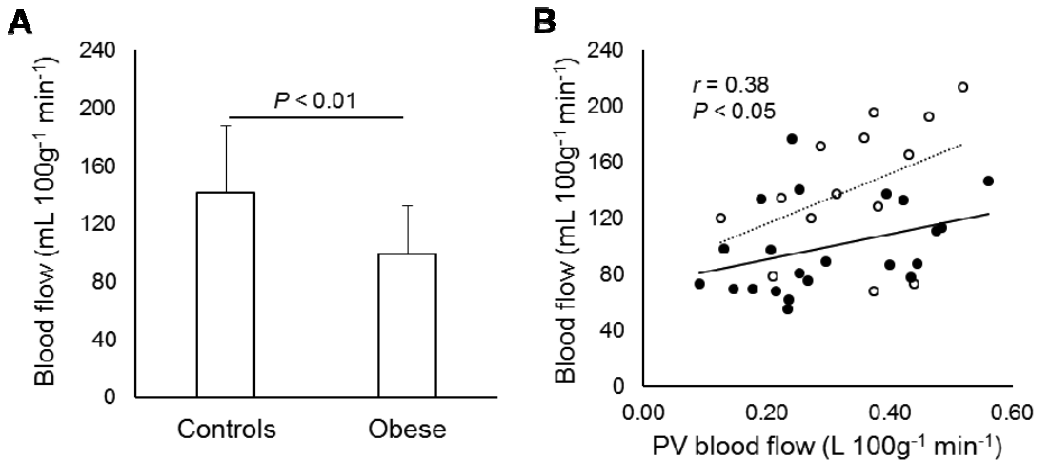 A
Blood flow (mL 100g⁻¹ min⁻¹)
240
200
160
120
80
40
0
P < 0.01
Controls
Obese
B
Blood flow (mL 100g⁻¹ min⁻¹)
240
200
160
120
80
40
0
r = 0.38
P < 0.05
0.00
0.20
0.40
0.60
PV blood flow (L 100g⁻¹ min⁻¹)